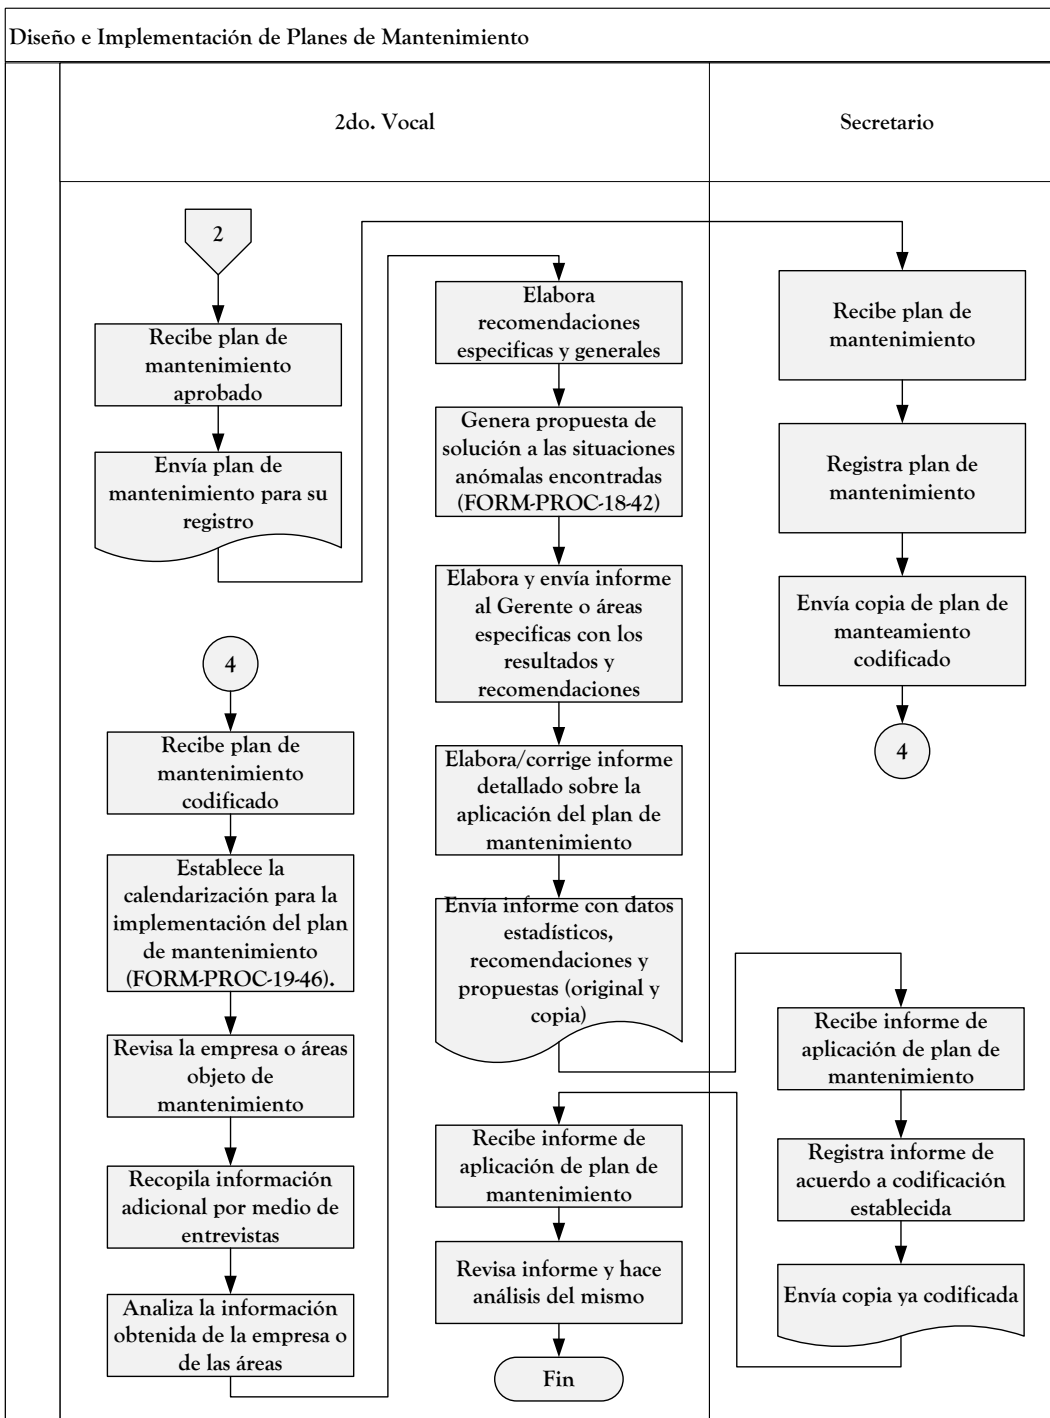 Diseño e Implementación de Planes de Mantenimiento
2do. Vocal
Secretario
2
Recibe plan de
mantenimiento
aprobado
Envía plan de
mantenimiento para su
registro
4
Recibe plan de
mantenimiento
codificado
Establece la
calendarización para la
implementación del plan
de mantenimiento
(FORM-PROC-19-46).
Revisa la empresa o áreas
objeto de
mantenimiento
Recopila información
adicional por medio de
entrevistas
Analiza la información
obtenida de la empresa o
de las áreas
Elabora
recomendaciones
especificas y generales
Genera propuesta de
solución a las situaciones
anómalas encontradas
(FORM-PROC-18-42)
Elabora y envía informe
al Gerente o áreas
especificas con los
resultados y
recomendaciones
Elabora/corrige informe
detallado sobre la
aplicación del plan de
mantenimiento
Envía informe con datos
estadísticos,
recomendaciones y
propuestas (original y
copia)
Recibe informe de
aplicación de plan de
mantenimiento
Revisa informe y hace
análisis del mismo
Fin
Recibe plan de
mantenimiento
Registra plan de
mantenimiento
Envía copia de plan de
manteamiento
codificado
4
Recibe informe de
aplicación de plan de
mantenimiento
Registra informe de
acuerdo a codificación
establecida
Envía copia ya codificada